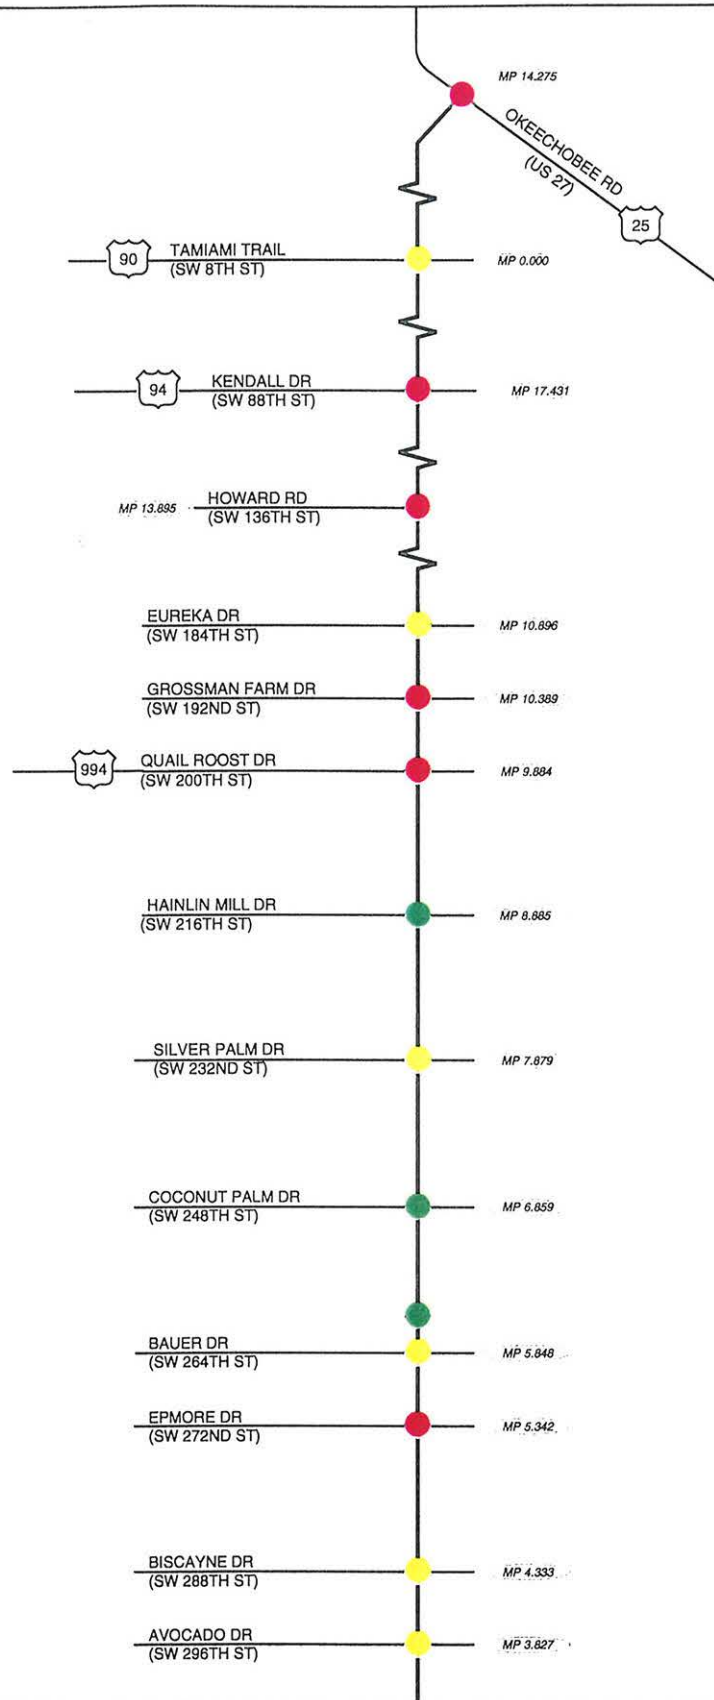 MP 14.275
OKEECHOBEE RD
(US 27)
25
90
TAMIAMI TRAIL
(SW 8TH ST)
MP 0.000
94
KENDALL DR
(SW 88TH ST)
MP 17.431
MP 13.895
HOWARD RD
(SW 136TH ST)
EUREKA DR
(SW 184TH ST)
MP 10.896
GROSSMAN FARM DR
(SW 192ND ST)
MP 10.389
994
QUAIL ROOST DR
(SW 200TH ST)
MP 9.884
HAINLIN MILL DR
(SW 216TH ST)
MP 8.885
SILVER PALM DR
(SW 232ND ST)
MP 7.879
COCONUT PALM DR
(SW 248TH ST)
MP 6.859
BAUER DR
(SW 264TH ST)
MP 5.848
EPMORE DR
(SW 272ND ST)
MP 5.342
BISCAYNE DR
(SW 288TH ST)
MP 4.333
AVOCADO DR
(SW 296TH ST)
MP 3.827